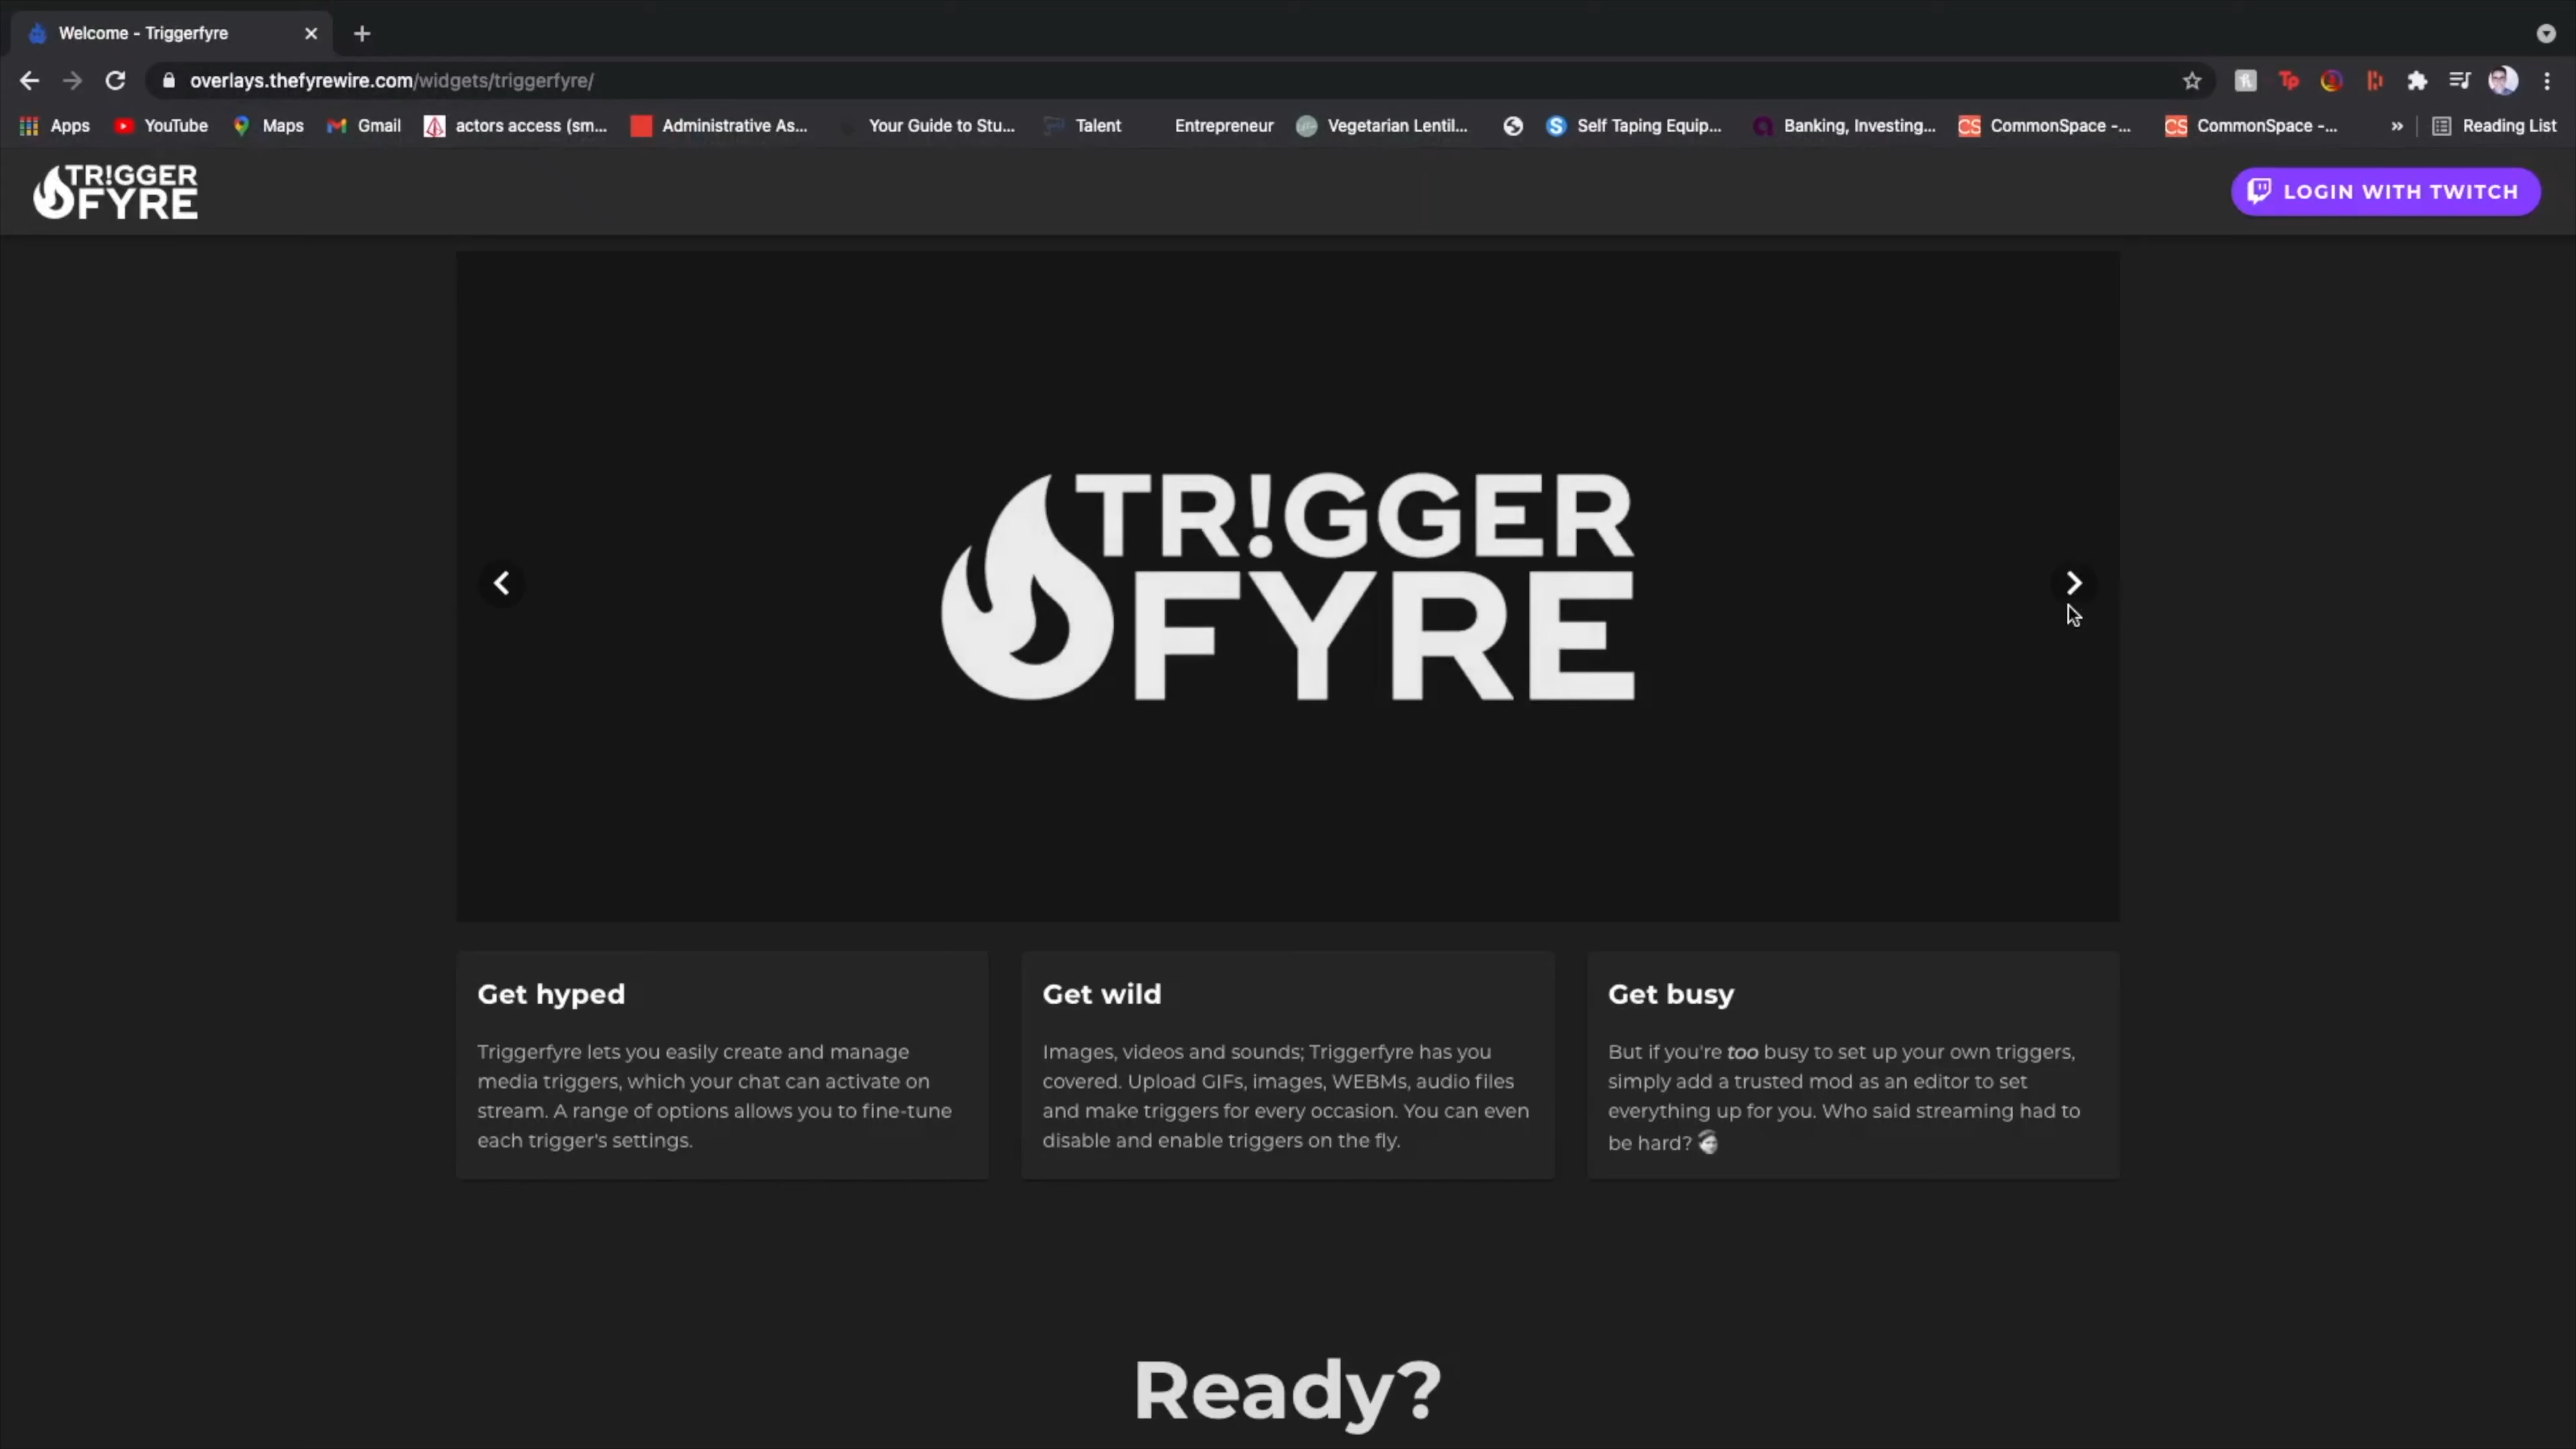 Welcome - Triggerfyre
overlays.thefyrewire.com/widgets/triggerfyre/
Apps YouTube Maps Gmail actors access (sm... Administrative As... Your Guide to Stu... Talent Entrepreneur Vegetarian Lentil... Self Taping Equip... Banking, Investing... CommonSpace -... CommonSpace -... » Reading List
TR!GGER
FYRE
LOGIN WITH TWITCH
TR!GGER
FYRE
Get hyped
Triggerfyre lets you easily create and manage
media triggers, which your chat can activate on
stream. A range of options allows you to fine-tune
each trigger's settings.
Get wild
Images, videos and sounds; Triggerfyre has you
covered. Upload GIFs, images, WEBMs, audio files
and make triggers for every occasion. You can even
disable and enable triggers on the fly.
Get busy
But if you're too busy to set up your own triggers,
simply add a trusted mod as an editor to set
everything up for you. Who said streaming had to
be hard?
Ready?